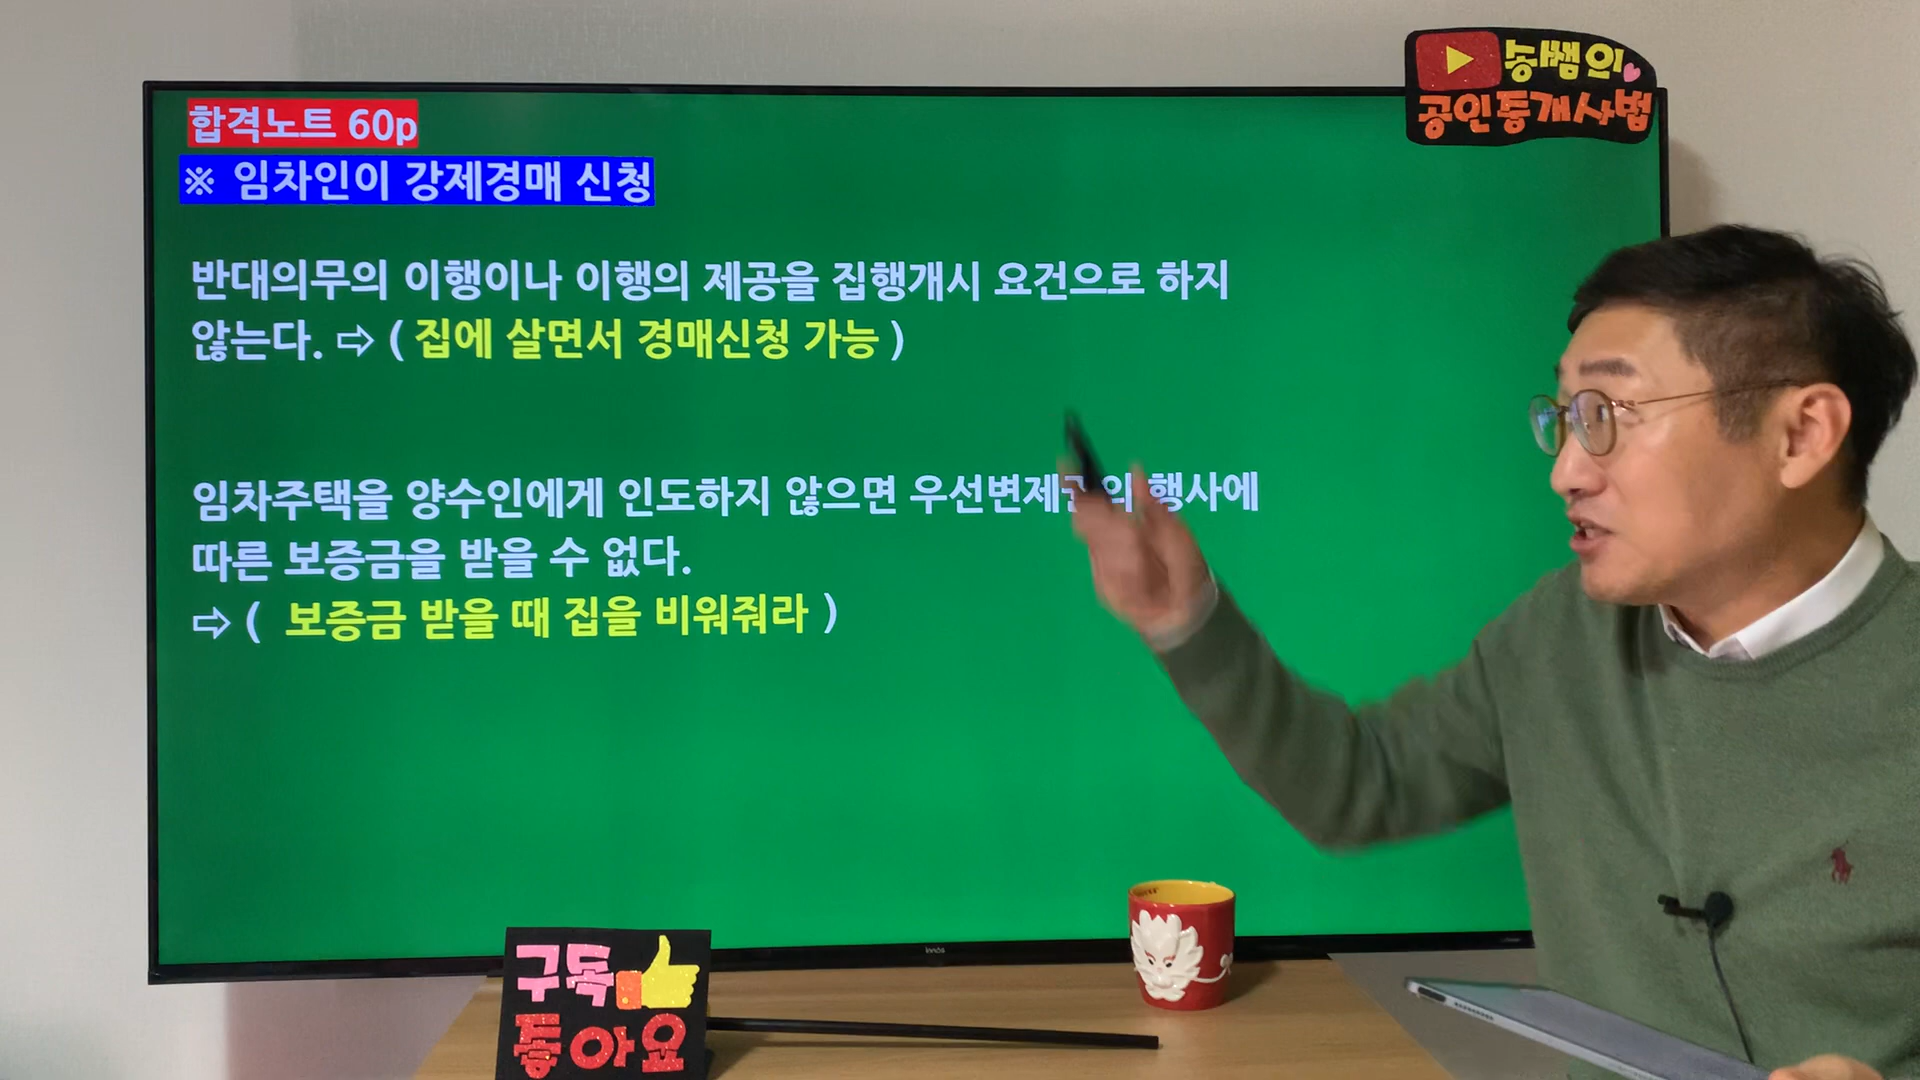 합격노트 60p
※ 임차인이 강제경매 신청
반대의무의 이행이나 이행의 제공을 집행개시 요건으로 하지
않는다. ⇨ ( 집에 살면서 경매신청 가능 )
임차주택을 양수인에게 인도하지 않으면 우선변제권의 행사에
따른 보증금을 받을 수 없다.
⇨ ( 보증금 받을 때 집을 비워줘라 )
송쌤의
공인중개사법
innos
구독
좋아요